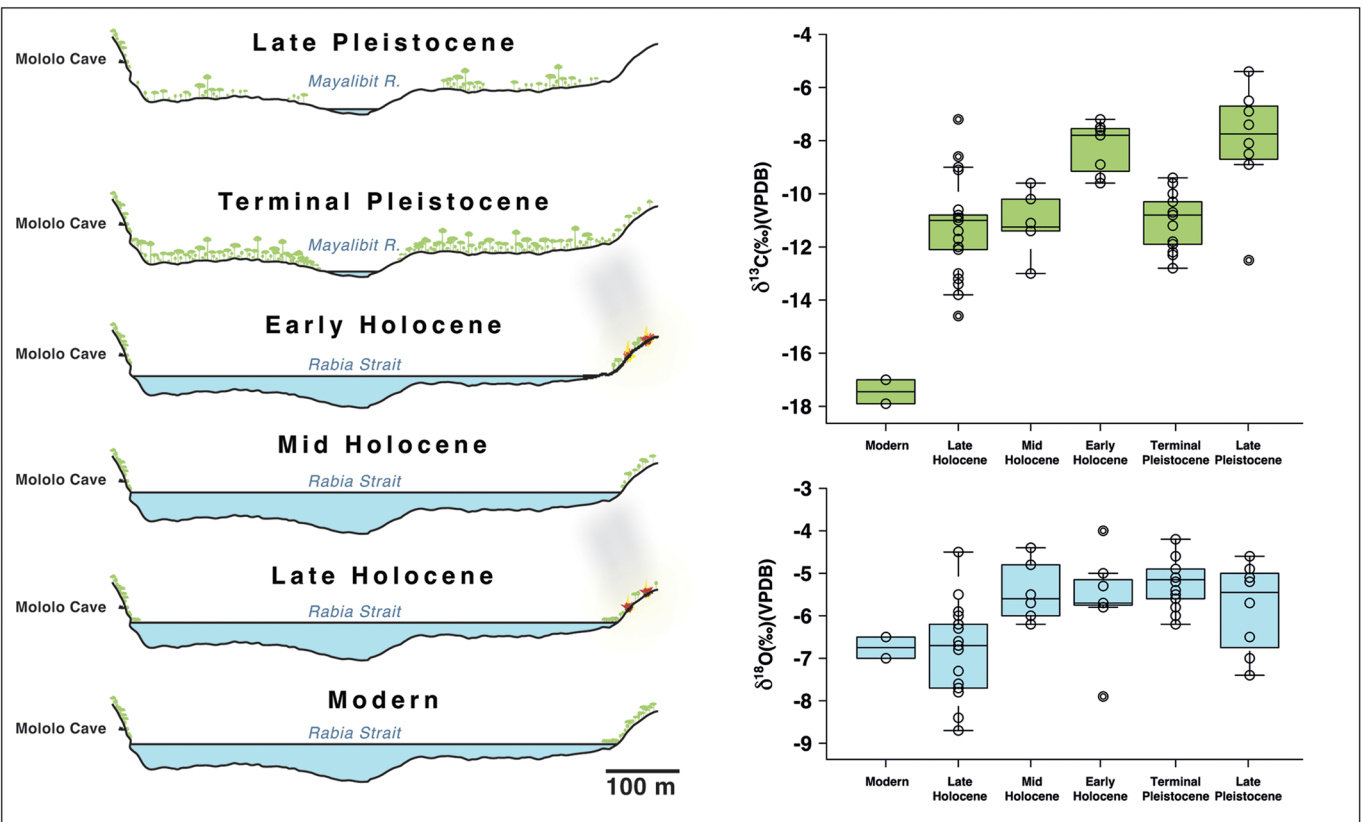 Late Pleistocene
Mololo Cave
Mayalibit R.
Terminal Pleistocene
Mololo Cave
Mayalibit R.
Early Holocene
Mololo Cave
Rabia Strait
Mid Holocene
Mololo Cave
Rabia Strait
Late Holocene
Mololo Cave
Rabia Strait
Modern
Mololo Cave
Rabia Strait
100 m
δ13C(‰)(VPDB)
-4
-6
-8
-10
-12
-14
-16
-18
Modern
Late
Holocene
Mid
Holocene
Early
Holocene
Terminal
Pleistocene
Late
Pleistocene
δ18O(‰)(VPDB)
-3
-4
-5
-6
-7
-8
-9
Modern
Late
Holocene
Mid
Holocene
Early
Holocene
Terminal
Pleistocene
Late
Pleistocene